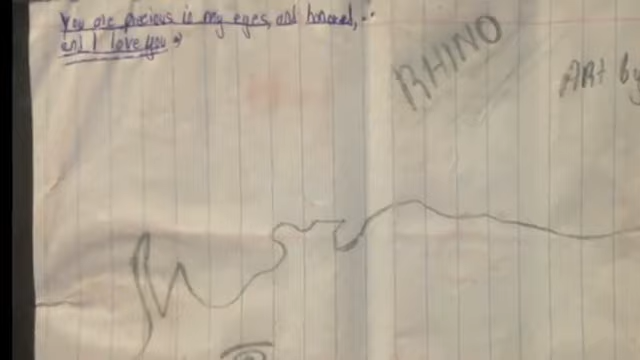 You are precious in my eyes, and honored, ..
and I love you
RHINO
ARt by